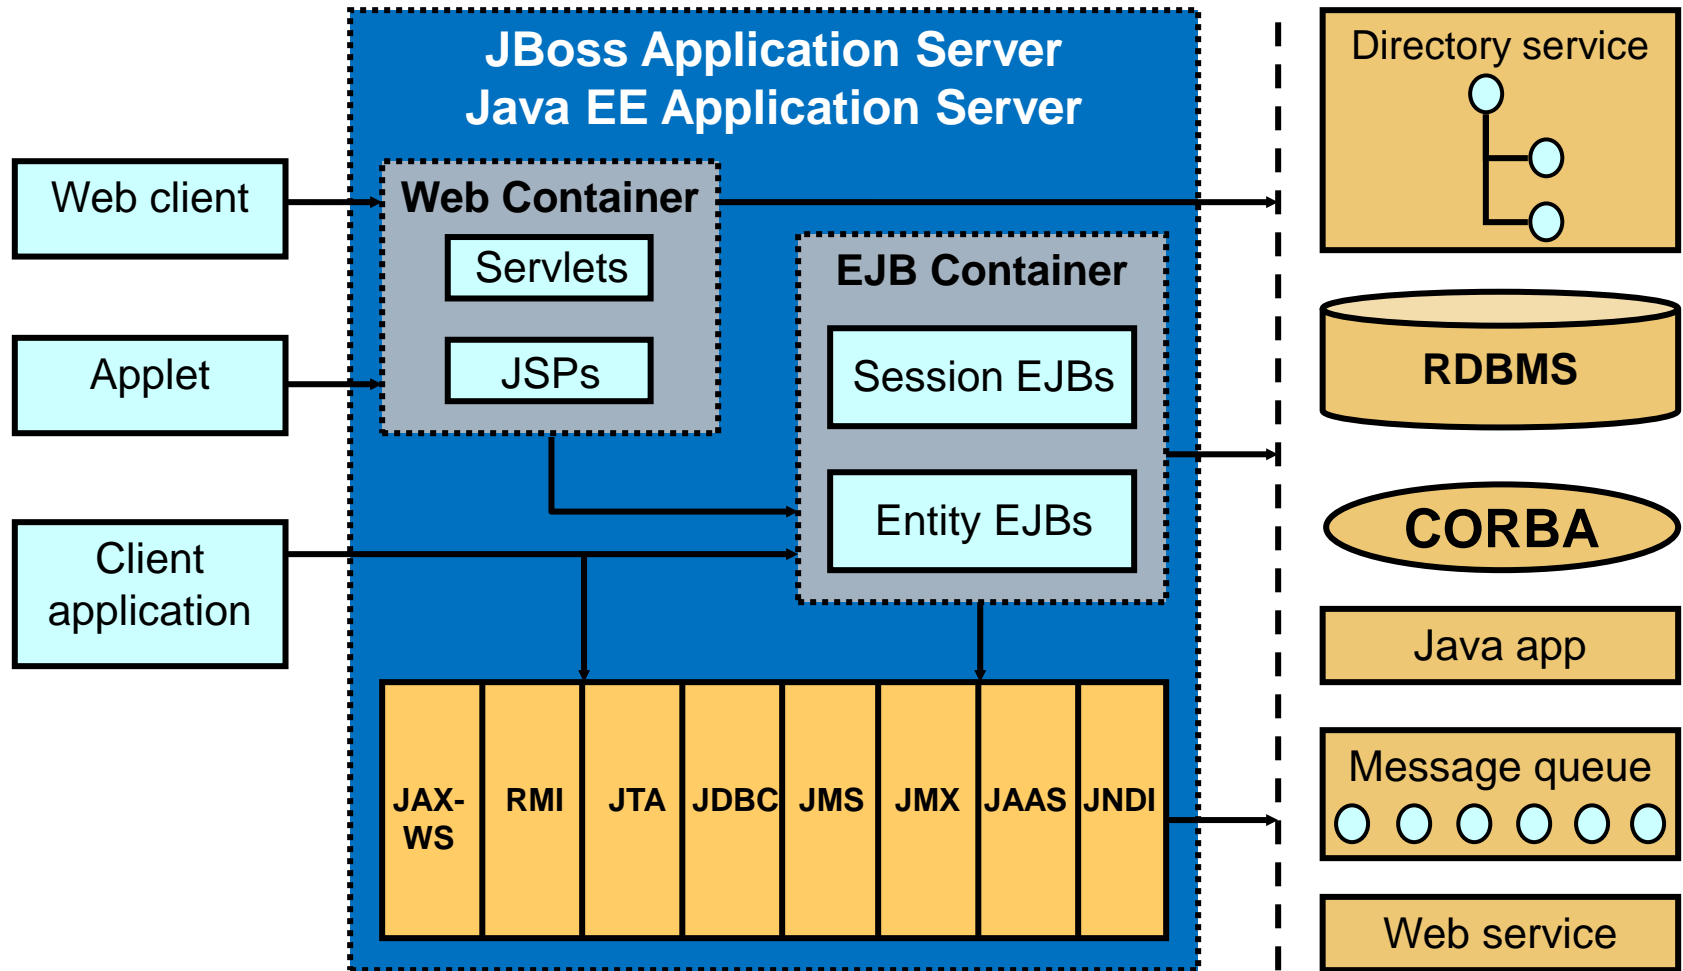 JBoss Application Server
Java EE Application Server
Web client
Applet
Client
application
Web Container
Servlets
JSPs
EJB Container
Session EJBs
Entity EJBs
JAX-
WS
RMI
JTA
JDBC
JMS
JMX
JAAS
JNDI
Directory service
RDBMS
CORBA
Java app
Message queue
Web service